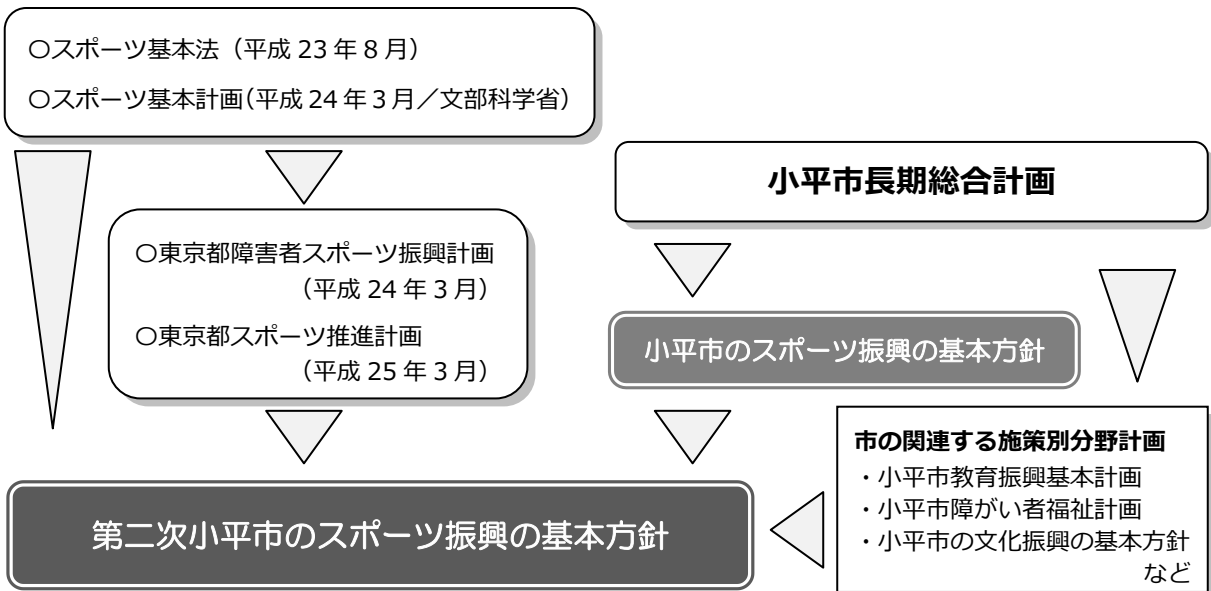 〇スポーツ基本法（平成 23 年 8 月）
〇スポーツ基本計画（平成 24 年 3 月／文部科学省）
小平市長期総合計画
〇東京都障害者スポーツ振興計画
（平成 24 年 3 月）
〇東京都スポーツ推進計画
（平成 25 年 3 月）
小平市のスポーツ振興の基本方針
市の関連する施策別分野計画
・小平市教育振興基本計画
・小平市障がい者福祉計画
・小平市の文化振興の基本方針
など
第二次小平市のスポーツ振興の基本方針